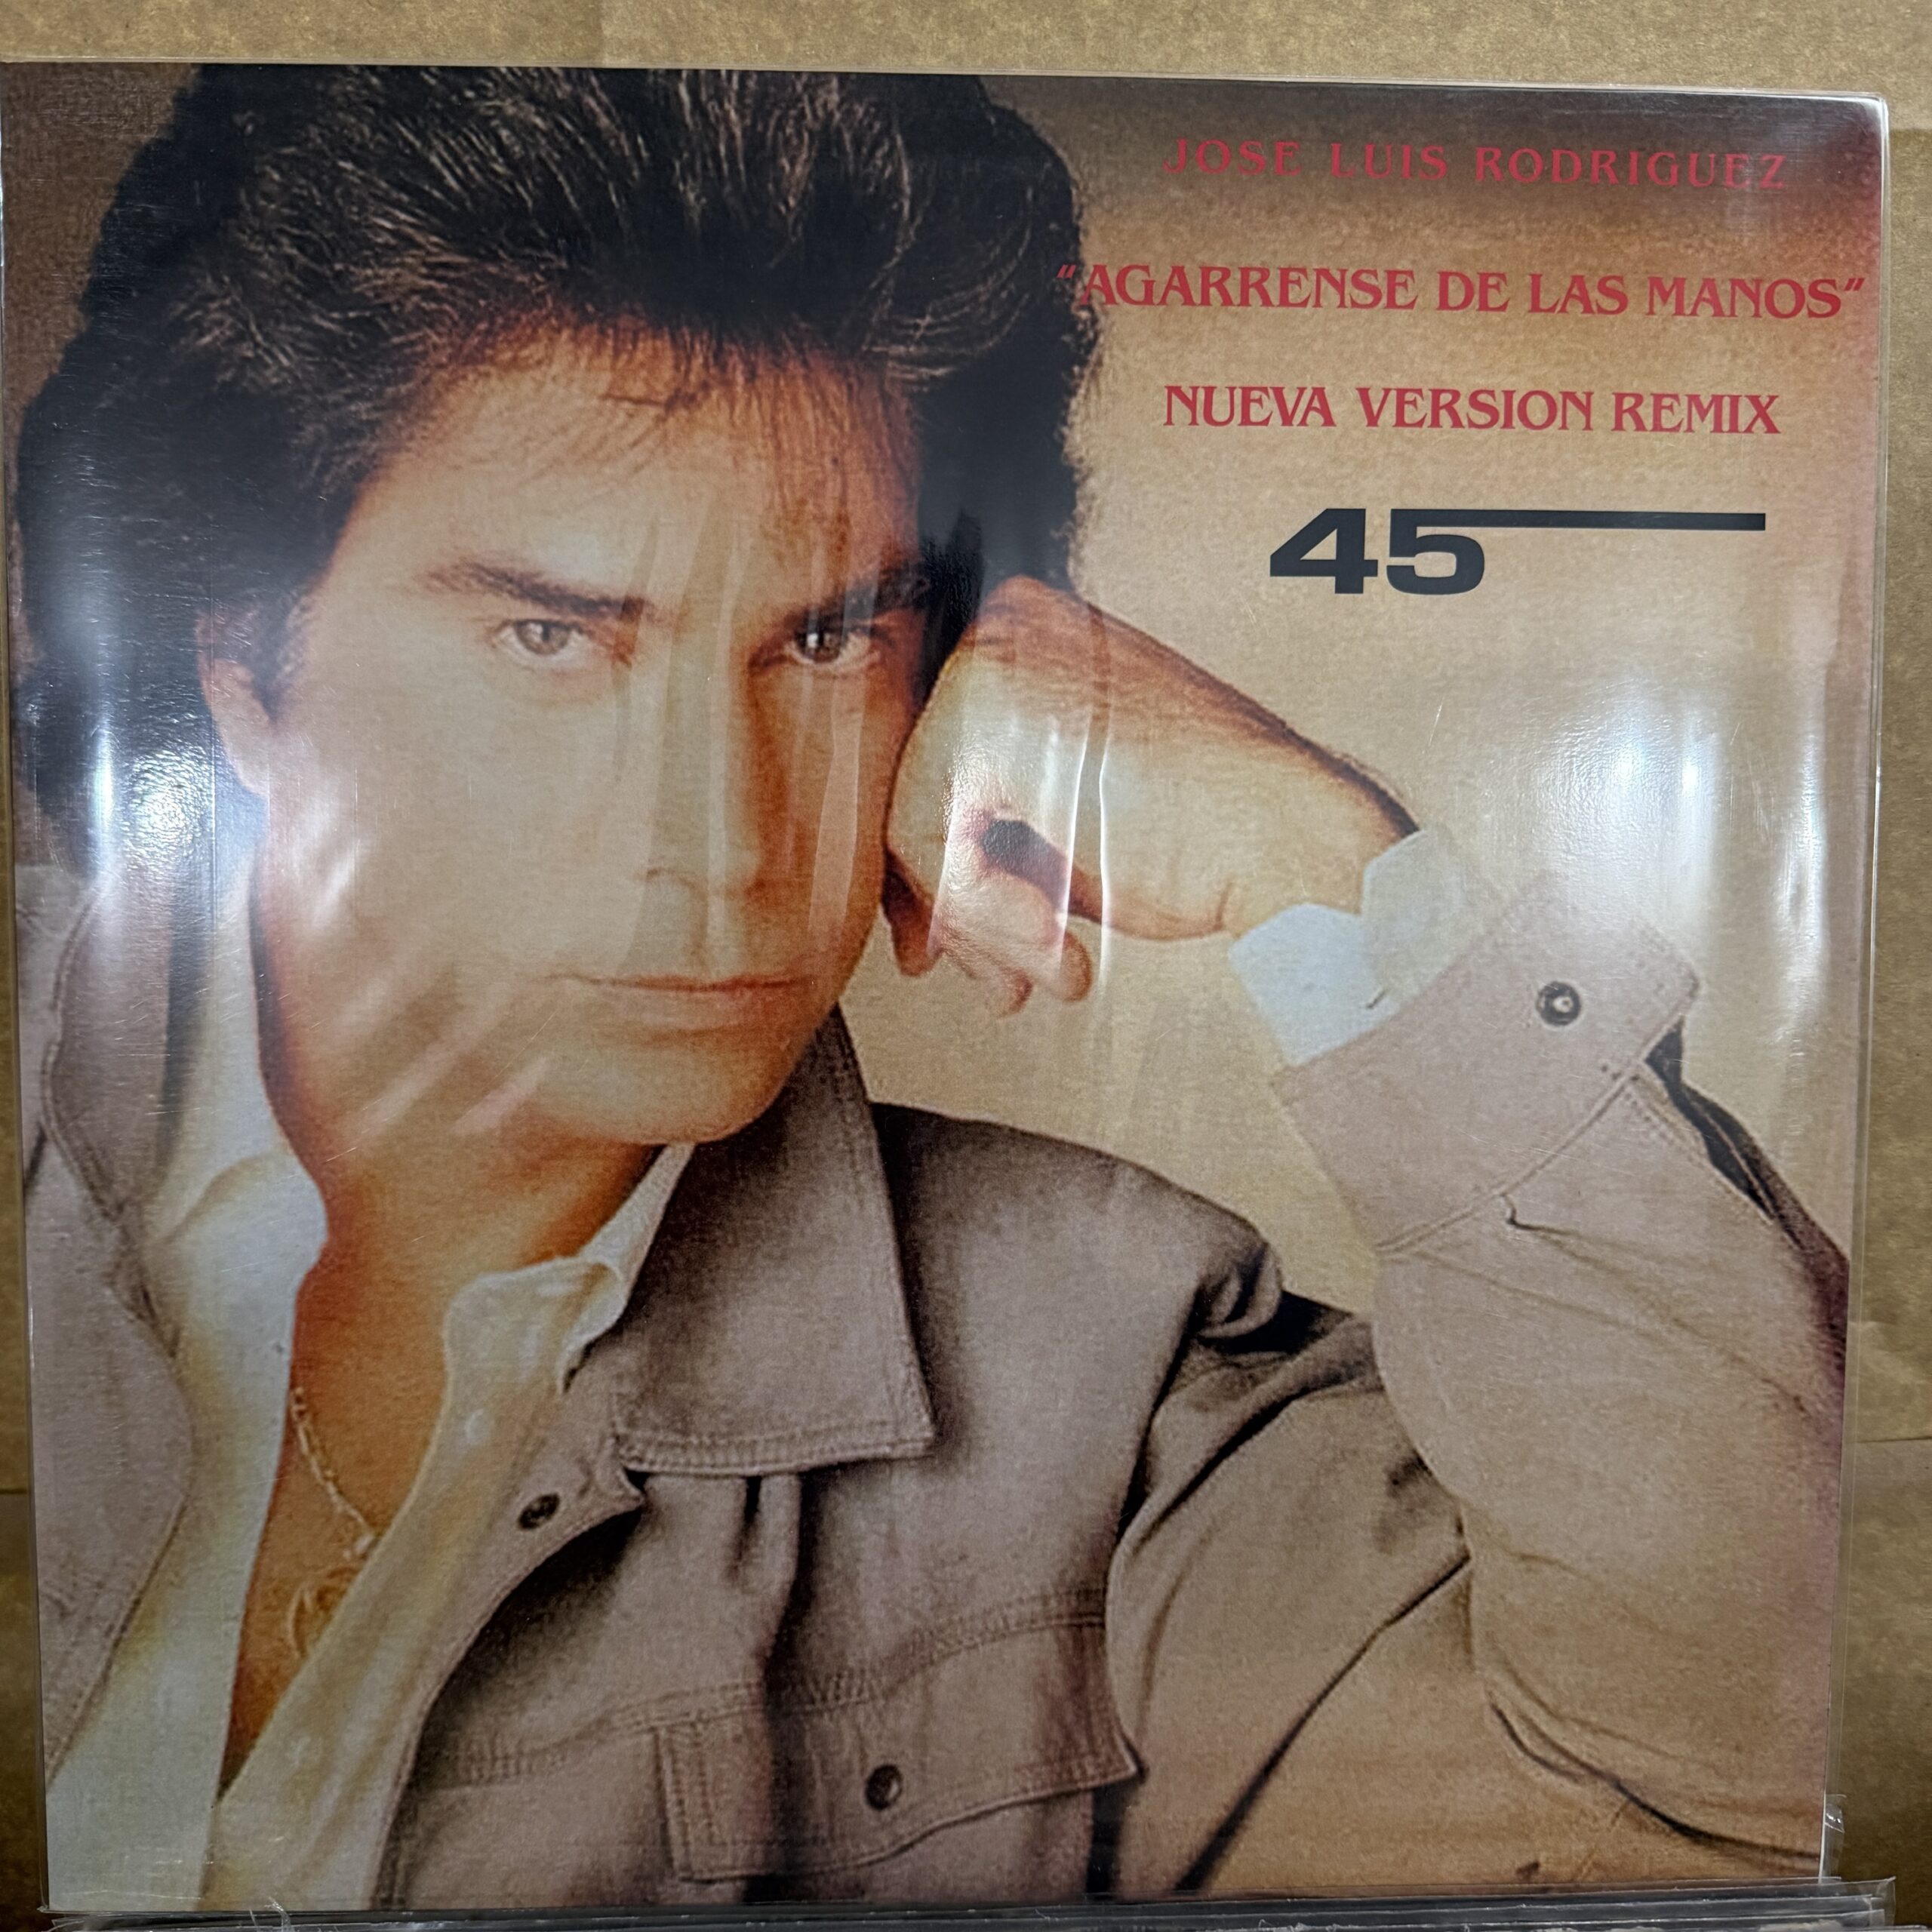 JOSE LUIS RODRIGUEZ
"AGARRENSE DE LAS MANOS"
NUEVA VERSION REMIX
45